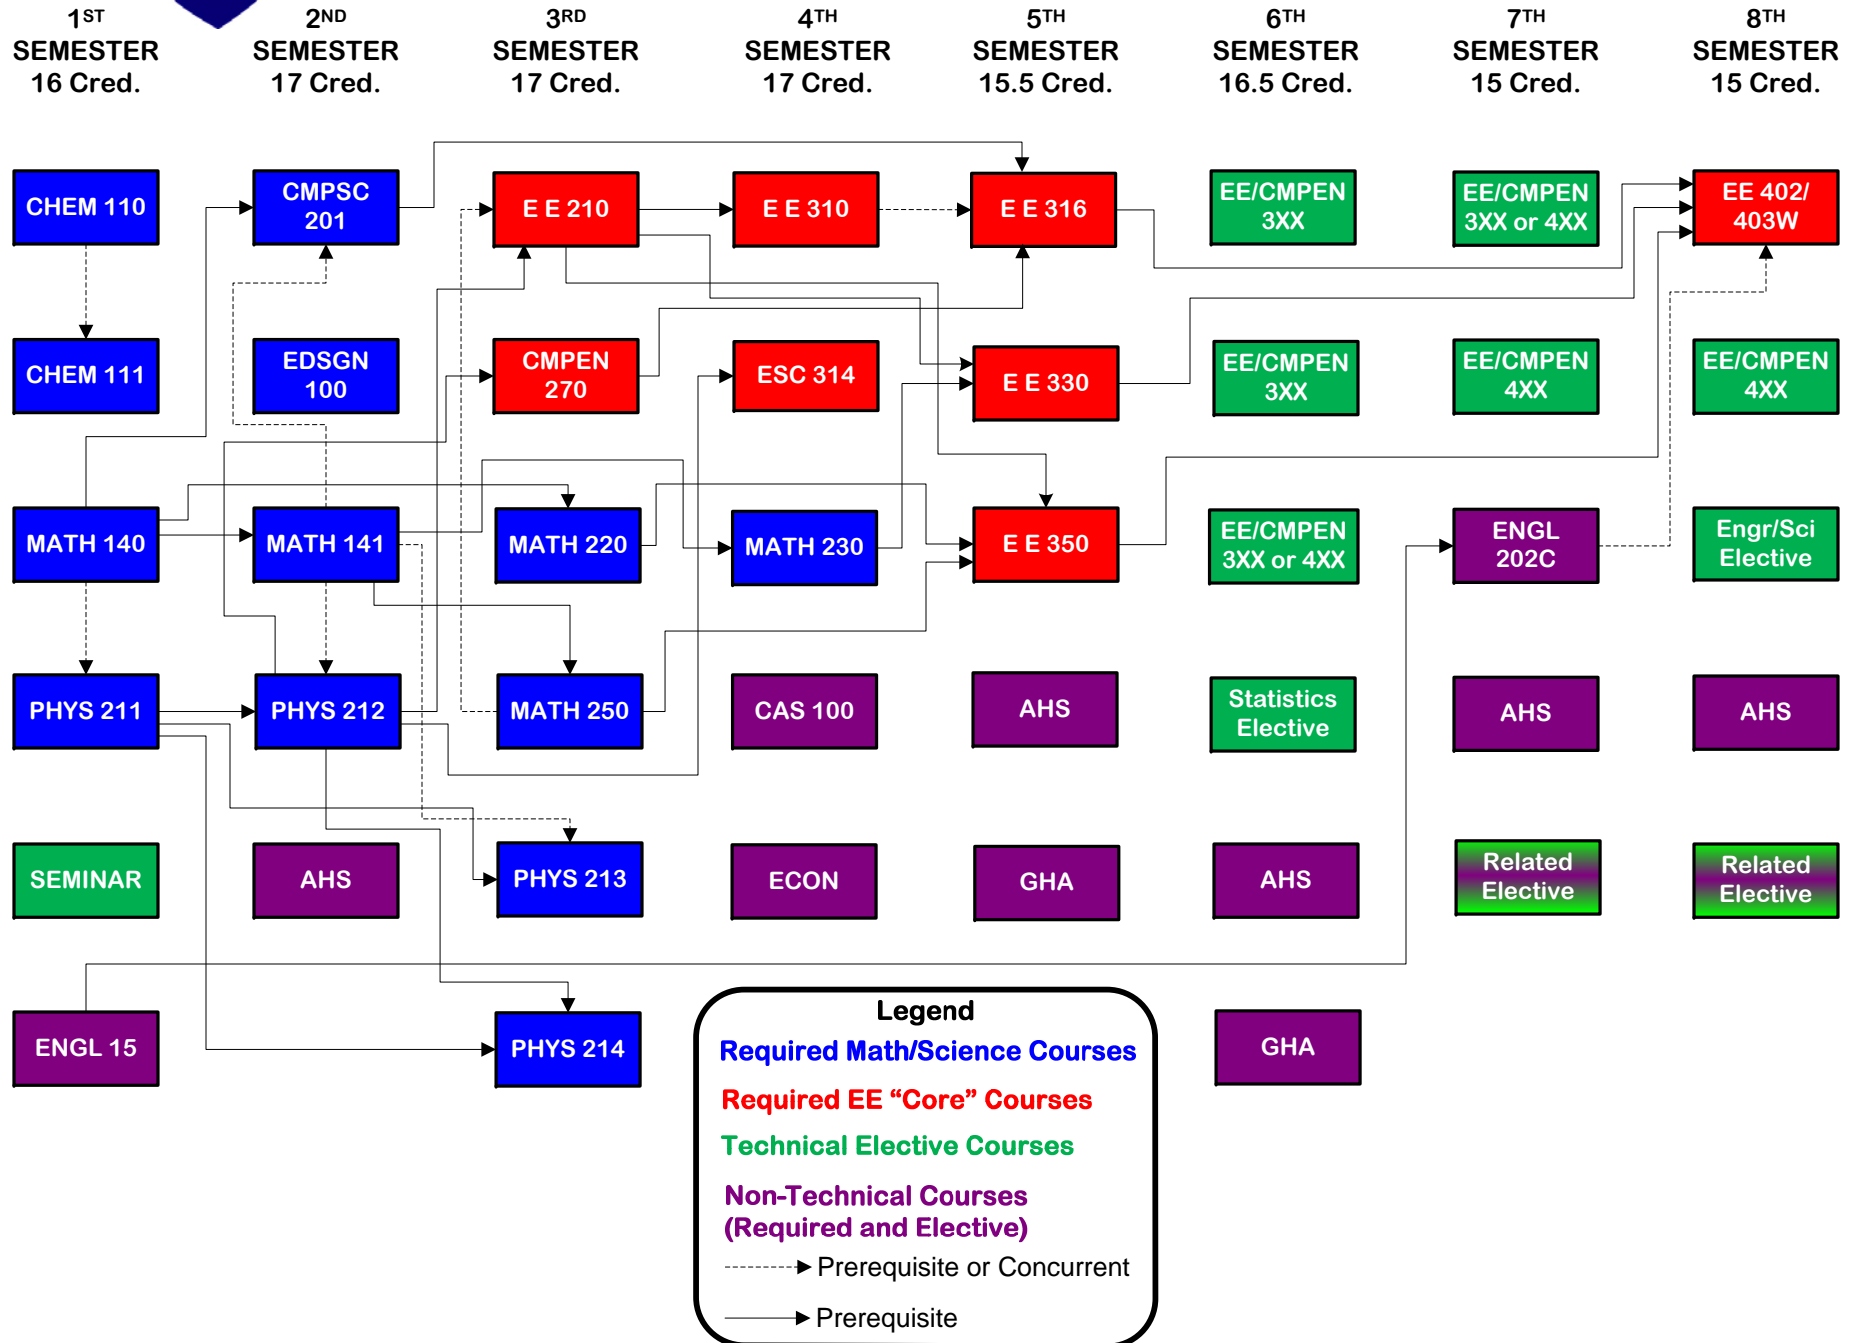 1ST
SEMESTER
16 Cred.
2ND
SEMESTER
17 Cred.
3RD
SEMESTER
17 Cred.
4TH
SEMESTER
17 Cred.
5TH
SEMESTER
15.5 Cred.
6TH
SEMESTER
16.5 Cred.
7TH
SEMESTER
15 Cred.
8TH
SEMESTER
15 Cred.
CHEM 110
CMPSC
201
E E 210
E E 310
E E 316
EE/CMPEN
3XX
EE/CMPEN
3XX or 4XX
EE 402/
403W
CHEM 111
EDSGN
100
CMPEN
270
ESC 314
E E 330
EE/CMPEN
3XX
EE/CMPEN
4XX
EE/CMPEN
4XX
MATH 140
MATH 141
MATH 220
MATH 230
E E 350
EE/CMPEN
3XX or 4XX
ENGL
202C
Engr/Sci
Elective
PHYS 211
PHYS 212
MATH 250
CAS 100
AHS
Statistics
Elective
AHS
AHS
SEMINAR
AHS
PHYS 213
ECON
GHA
AHS
Related
Elective
Related
Elective
ENGL 15
PHYS 214
GHA
Legend
Required Math/Science Courses
Required EE “Core” Courses
Technical Elective Courses
Non-Technical Courses
(Required and Elective)
Prerequisite or Concurrent
Prerequisite